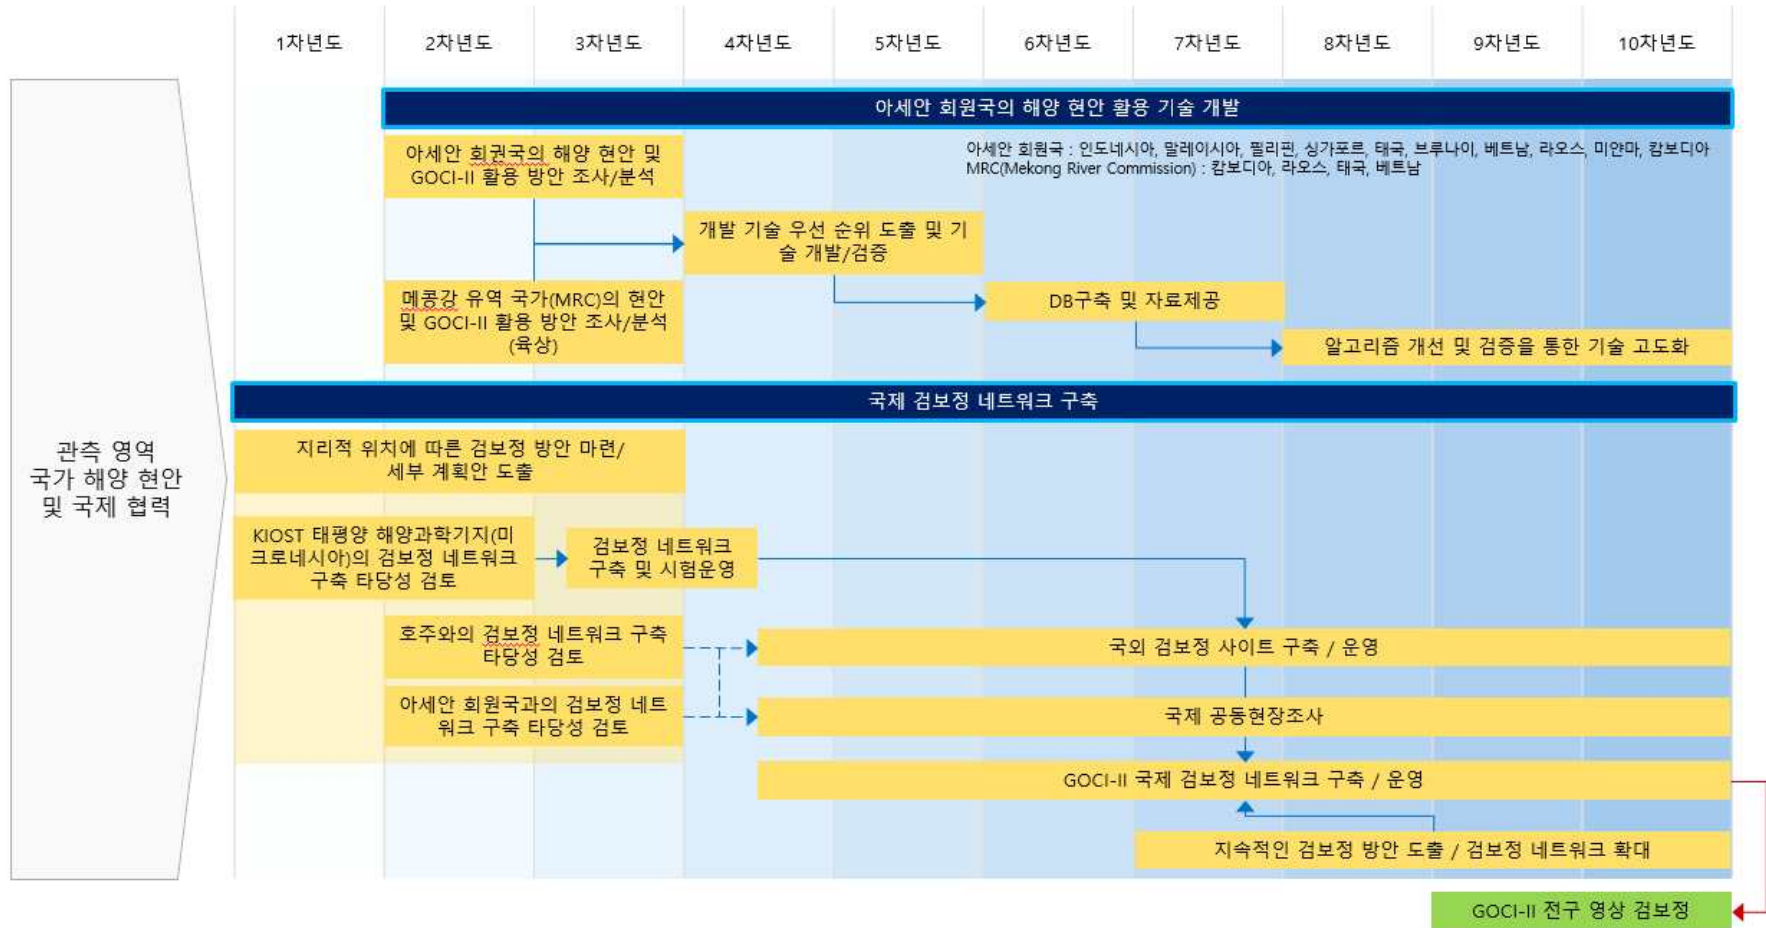 1차년도
2차년도
3차년도
4차년도
5차년도
6차년도
7차년도
8차년도
9차년도
10차년도
관측 영역
국가 해양 현안
및 국제 협력
아세안 회원국의 해양 현안 활용 기술 개발
아세안 회권국의 해양 현안 및
GOCI-II 활용 방안 조사/분석
아세안 회원국 : 인도네시아, 말레이시아, 필리핀, 싱가포르, 태국, 브루나이, 베트남, 라오스, 미얀마, 캄보디아
MRC(Mekong River Commission) : 캄보디아, 라오스, 태국, 베트남
개발 기술 우선 순위 도출 및 기
술 개발/검증
메콩강 유역 국가(MRC)의 현안
및 GOCI-II 활용 방안 조사/분석
(육상)
DB구축 및 자료제공
알고리즘 개선 및 검증을 통한 기술 고도화
국제 검보정 네트워크 구축
지리적 위치에 따른 검보정 방안 마련/
세부 계획안 도출
KIOST 태평양 해양과학기지(미
크로네시아)의 검보정 네트워크
구축 타당성 검토
검보정 네트워크
구축 및 시험운영
호주와의 검보정 네트워크 구축
타당성 검토
국외 검보정 사이트 구축 / 운영
아세안 회원국과의 검보정 네트
워크 구축 타당성 검토
국제 공동현장조사
GOCI-II 국제 검보정 네트워크 구축 / 운영
지속적인 검보정 방안 도출 / 검보정 네트워크 확대
GOCI-II 전구 영상 검보정